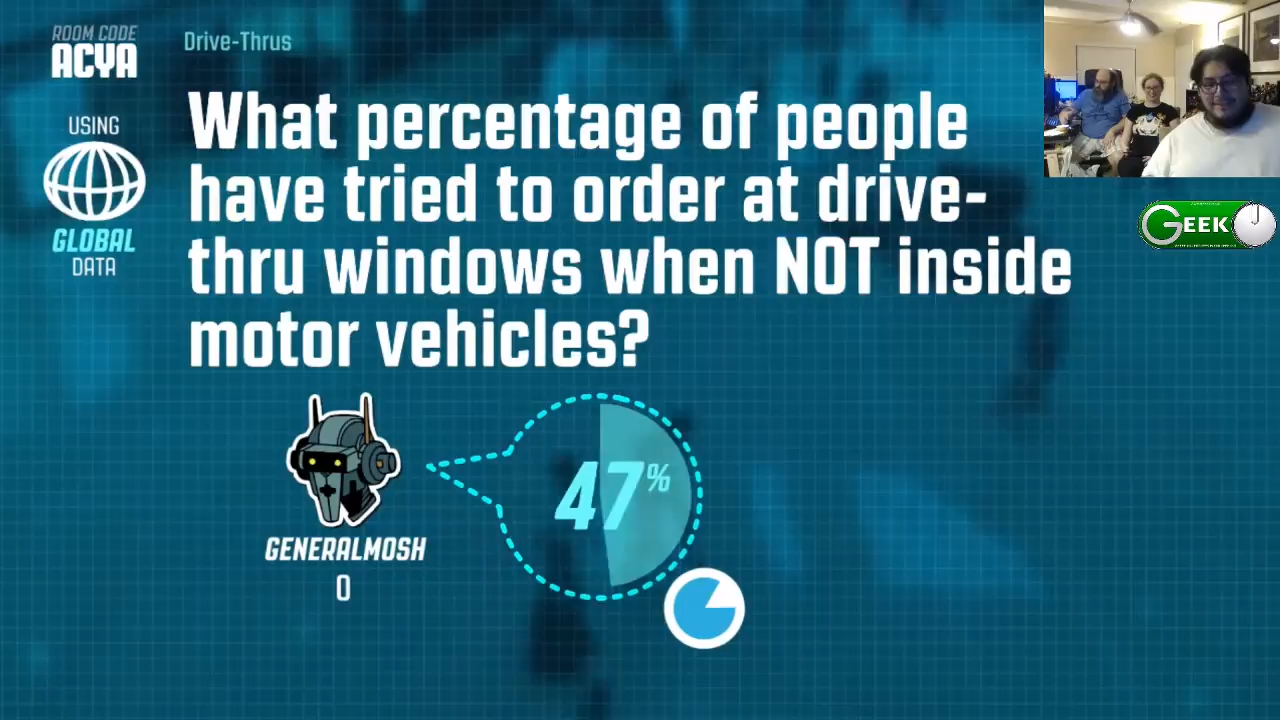 ROOM CODE
ACYA
Drive-Thrus
What percentage of people
have tried to order at drive-
thru windows when NOT inside
motor vehicles?
USING
GLOBAL
DATA
GEEK
47%
GENERALMOSH
0